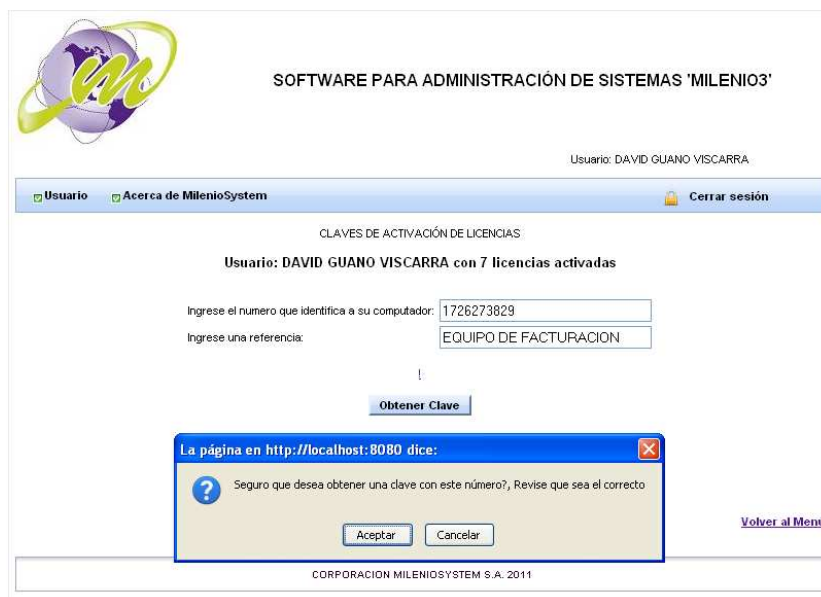 m
SOFTWARE PARA ADMINISTRACIÓN DE SISTEMAS 'MILENIO3'
Usuario: DAVID GUANO VISCARRA
Usuario Acerca de MilenioSystem Cerrar sesión
CLAVES DE ACTIVACIÓN DE LICENCIAS
Usuario: DAVID GUANO VISCARRA con 7 licencias activadas
Ingrese el numero que identifica a su computador: 1726273829
Ingrese una referencia: EQUIPO DE FACTURACION
!
Obtener Clave
La página en http://localhost:8080 dice:
Seguro que desea obtener una clave con este número?, Revise que sea el correcto
Aceptar Cancelar
Volver al Menu
CORPORACION MILENIOSYSTEM S.A. 2011